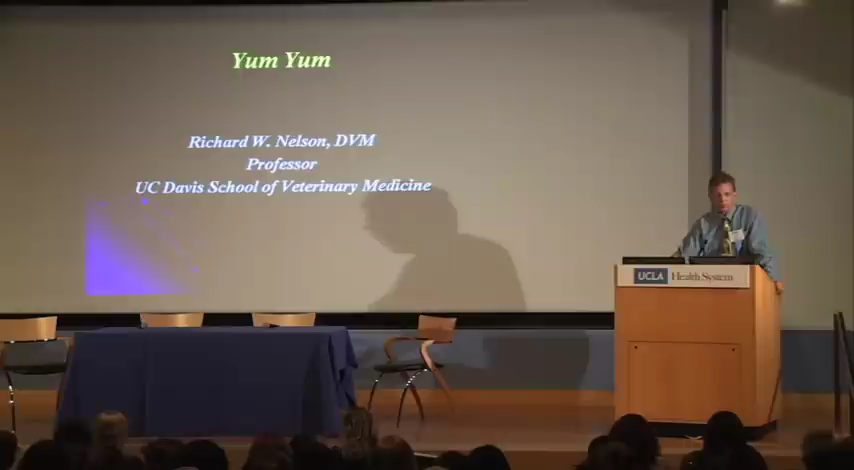 Yum Yum
Richard W. Nelson, DVM
Professor
UC Davis School of Veterinary Medicine
UCLA Health System